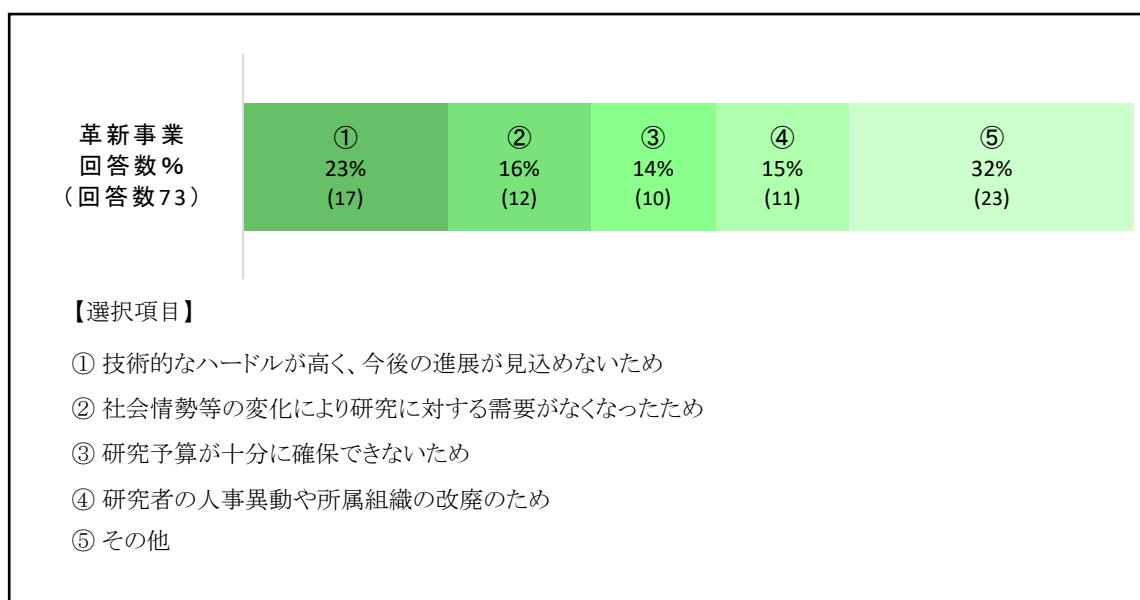 革新事業
回答数%
(回答数73)
① ② ③ ④ ⑤
23% 16% 14% 15% 32%
(17) (12) (10) (11) (23)
【選択項目】
① 技術的なハードルが高く、今後の進展が見込めないため
② 社会情勢等の変化により研究に対する需要がなくなったため
③ 研究予算が十分に確保できないため
④ 研究者の人事異動や所属組織の改廃のため
⑤ その他